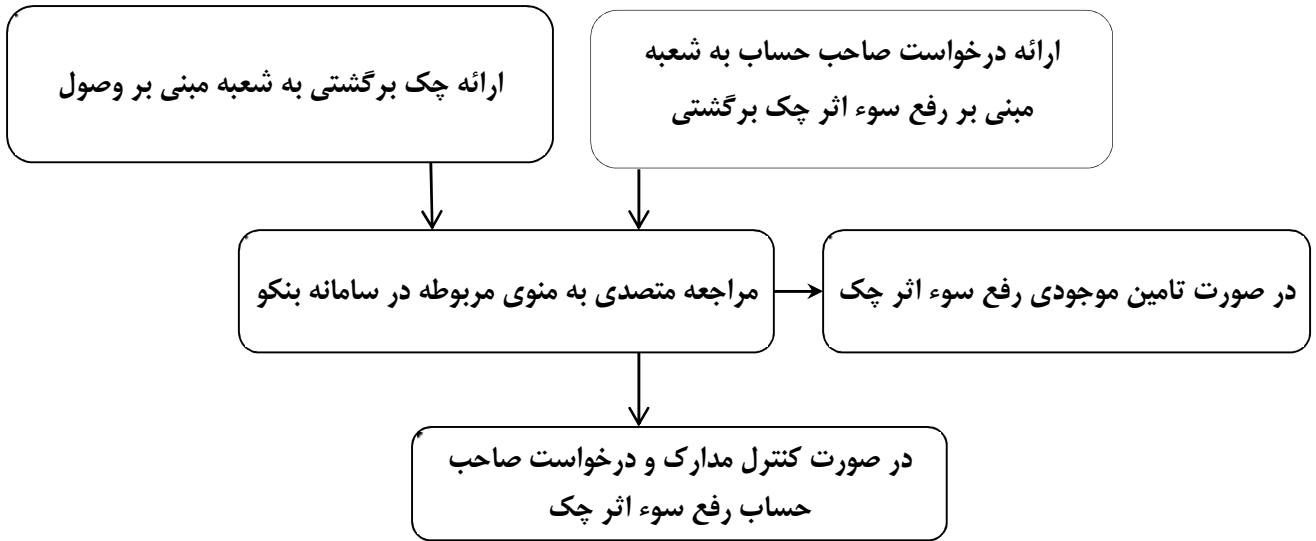 ارائه درخواست صاحب حساب به شعبه
مبنی بر رفع سوء اثر چک برگشتی
ارائه چک برگشتی به شعبه مبنی بر وصول
مراجعه متصدی به منوی مربوطه در سامانه بنکو
در صورت تامین موجودی رفع سوء اثر چک
در صورت کنترل مدارک و درخواست صاحب
حساب رفع سوء اثر چک